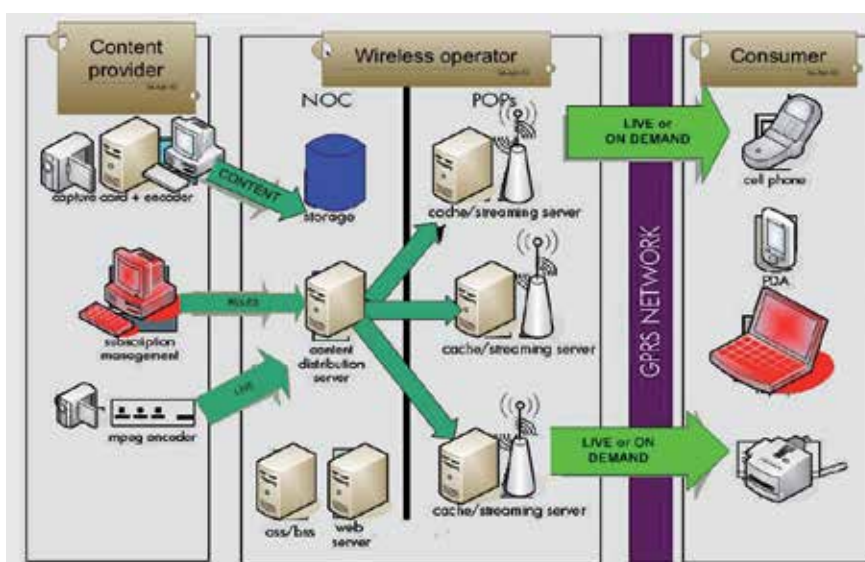 Content
provider
Wireless operator
Consumer
NOC
POPs
CONTENT
capture card + encoder
storage
cache/streaming server
LIVE or
ON DEMAND
cell phone
RULES
subscription
management
content
distribution
server
cache/streaming server
PDA
GPRS NETWORK
LIVE
mpeg encoder
LIVE or ON
DEMAND
oss/bss
web
server
cache/streaming server